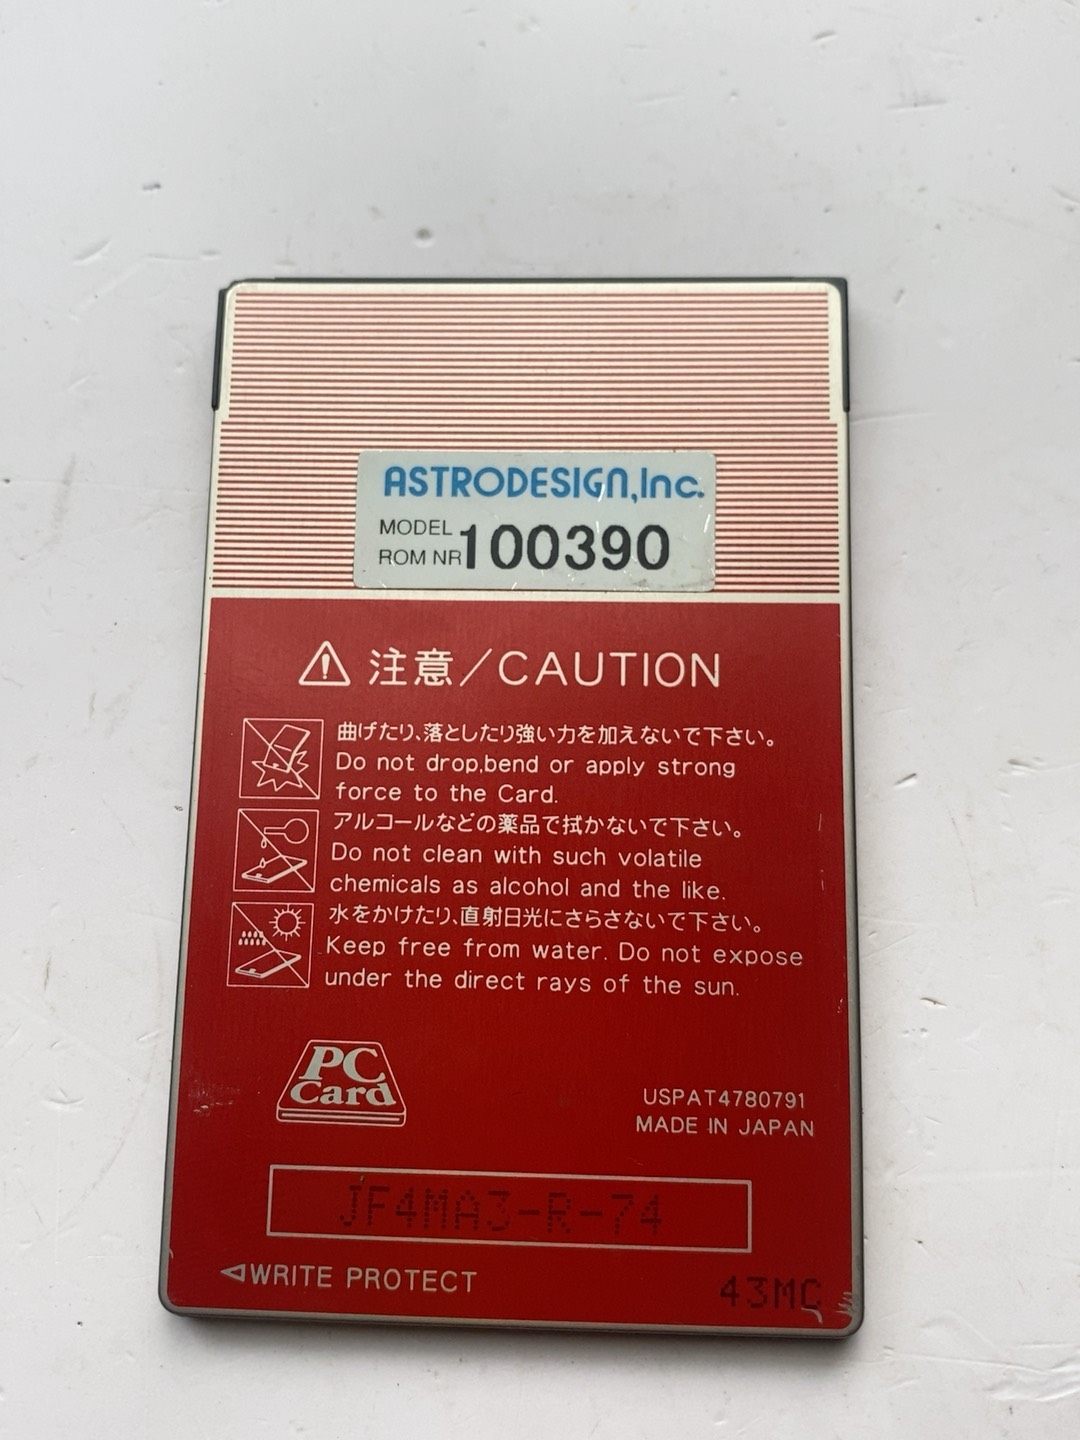 ASTRODESIGN,Inc.
MODEL
ROM NR 100390
注意/CAUTION
曲げたり、落としたり強い力を加えないで下さい。
Do not drop,bend or apply strong
force to the Card.
アルコールなどの薬品で拭かないで下さい。
Do not clean with such volatile
chemicals as alcohol and the like.
水をかけたり、直射日光にさらさないで下さい。
Keep free from water. Do not expose
under the direct rays of the sun.
PC
Card
USPAT4780791
MADE IN JAPAN
JF4MA3-R-74
WRITE PROTECT
43MC